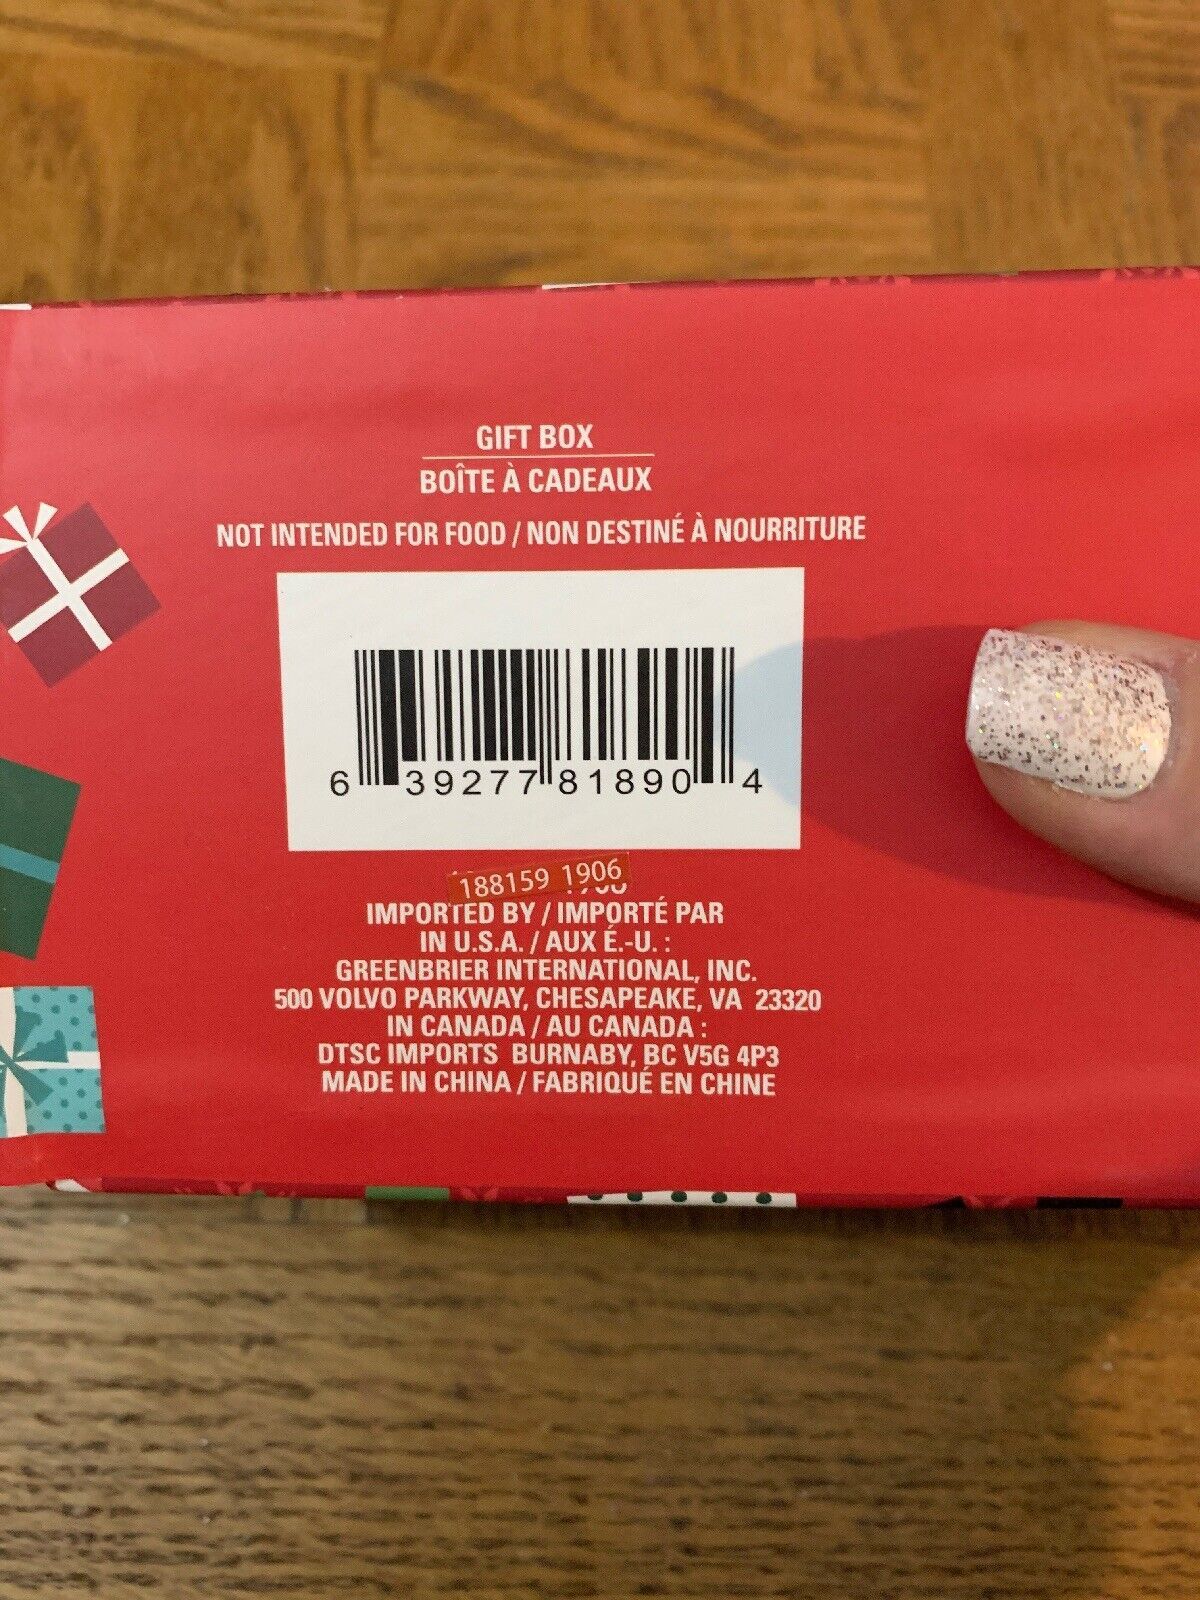 GIFT BOX
BOÎTE À CADEAUX
NOT INTENDED FOR FOOD / NON DESTINÉ À NOURRITURE
6 39277 81890 4
188159 1906
IMPORTED BY / IMPORTÉ PAR
IN U.S.A. / AUX É.-U. :
GREENBRIER INTERNATIONAL, INC.
500 VOLVO PARKWAY, CHESAPEAKE, VA 23320
IN CANADA / AU CANADA :
DTSC IMPORTS BURNABY, BC V5G 4P3
MADE IN CHINA / FABRIQUÉ EN CHINE